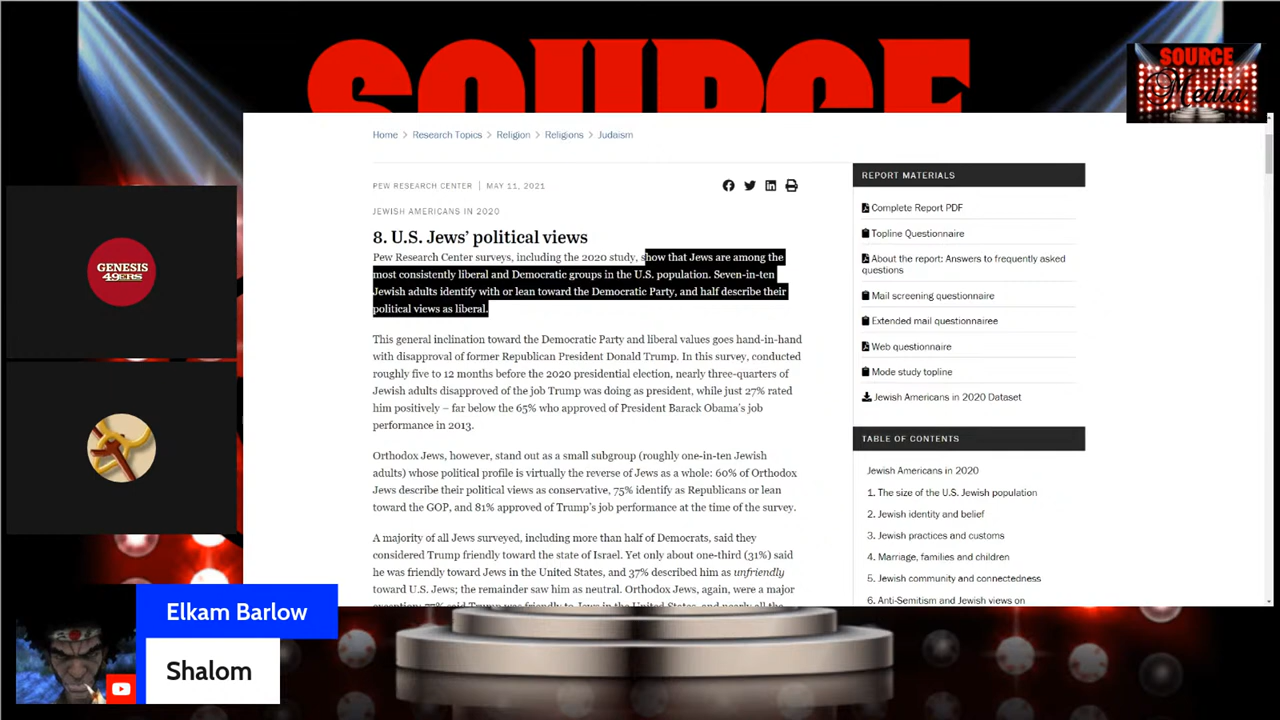 SOURCE
SOURCE
Media
Home > Research Topics > Religion > Religions > Judaism
PEW RESEARCH CENTER | MAY 11, 2021
JEWISH AMERICANS IN 2020
8. U.S. Jews’ political views
Pew Research Center surveys, including the 2020 study, show that Jews are among the
most consistently liberal and Democratic groups in the U.S. population. Seven-in-ten
Jewish adults identify with or lean toward the Democratic Party, and half describe their
political views as liberal.
This general inclination toward the Democratic Party and liberal values goes hand-in-hand
with disapproval of former Republican President Donald Trump. In this survey, conducted
roughly five to 12 months before the 2020 presidential election, nearly three-quarters of
Jewish adults disapproved of the job Trump was doing as president, while just 27% rated
him positively – far below the 65% who approved of President Barack Obama’s job
performance in 2013.
Orthodox Jews, however, stand out as a small subgroup (roughly one-in-ten Jewish
adults) whose political profile is virtually the reverse of Jews as a whole: 60% of Orthodox
Jews describe their political views as conservative, 75% identify as Republicans or lean
toward the GOP, and 81% approved of Trump’s job performance at the time of the survey.
A majority of all Jews surveyed, including more than half of Democrats, said they
considered Trump friendly toward the state of Israel. Yet only about one-third (31%) said
he was friendly toward Jews in the United States, and 37% described him as unfriendly
toward U.S. Jews; the remainder saw him as neutral. Orthodox Jews, again, were a major
REPORT MATERIALS
Complete Report PDF
Topline Questionnaire
About the report: Answers to frequently asked
questions
Mail screening questionnaire
Extended mail questionnairee
Web questionnaire
Mode study topline
Jewish Americans in 2020 Dataset
TABLE OF CONTENTS
Jewish Americans in 2020
1. The size of the U.S. Jewish population
2. Jewish identity and belief
3. Jewish practices and customs
4. Marriage, families and children
5. Jewish community and connectedness
6. Anti-Semitism and Jewish views on
GENESIS
49ERS
Elkam Barlow
Shalom